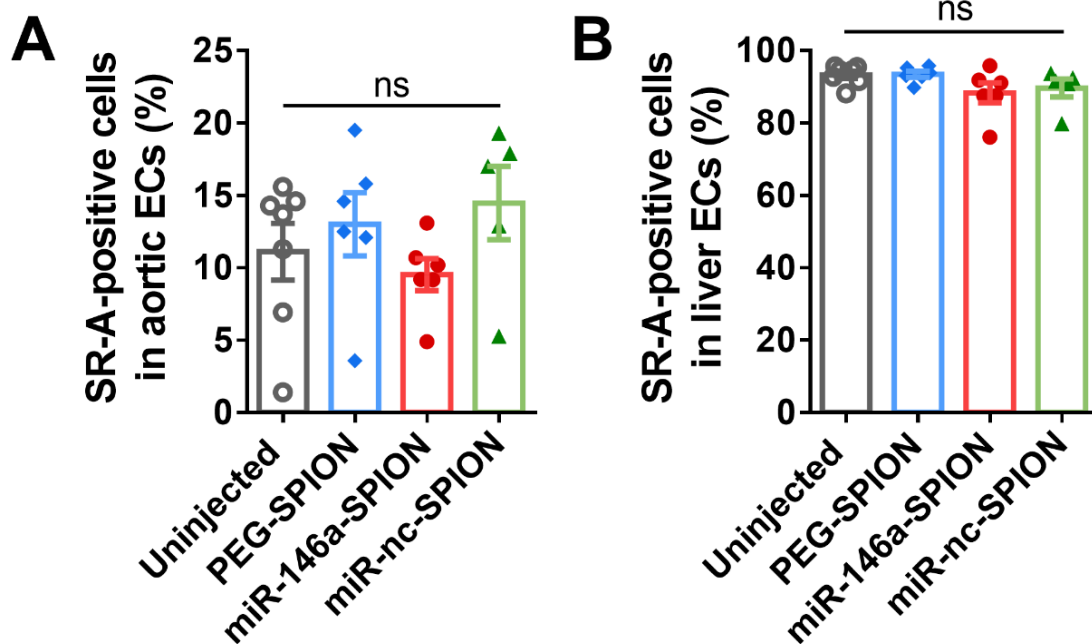 A
SR-A-positive cells
in aortic ECs (%)
25
20
15
10
5
0
ns
Uninjected
PEG-SPION
miR-146a-SPION
miR-nc-SPION
B
SR-A-positive cells
in liver ECs (%)
100
80
60
40
20
0
ns
Uninjected
PEG-SPION
miR-146a-SPION
miR-nc-SPION